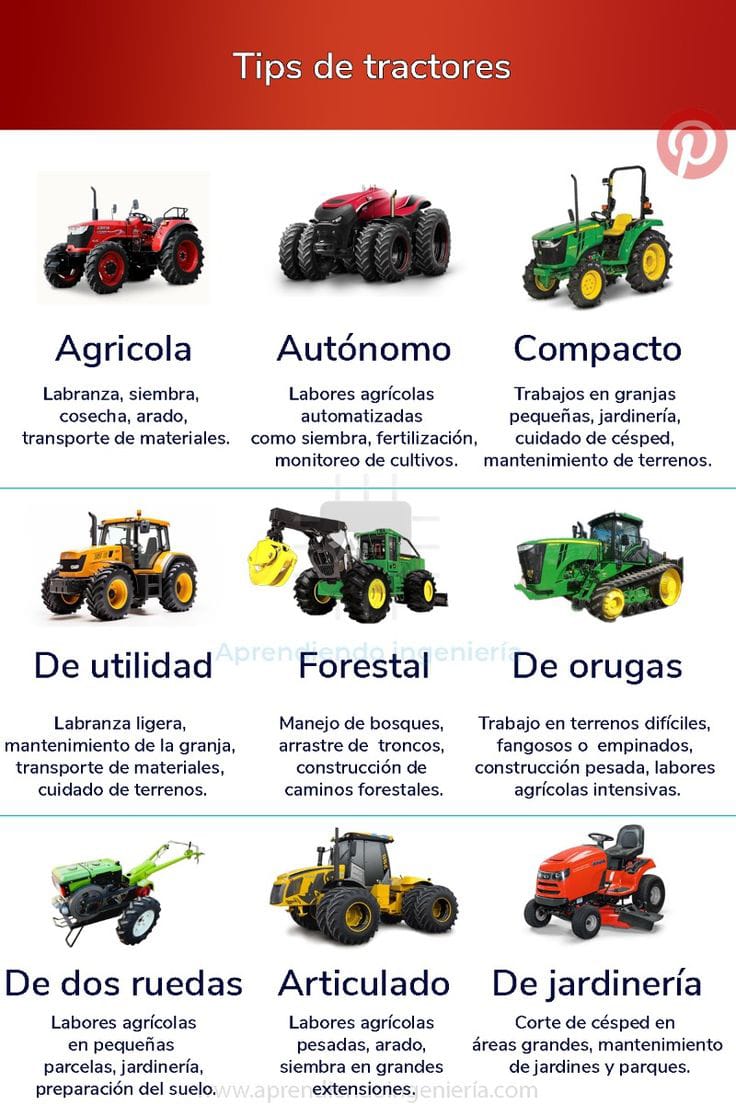 Tips de tractores
Agricola
Labranza, siembra,
cosecha, arado,
transporte de materiales.
Autónomo
Labores agrícolas
automatizadas
como siembra, fertilización,
monitoreo de cultivos.
Compacto
Trabajos en granjas
pequeñas, jardinería,
cuidado de césped,
mantenimiento de terrenos.
Aprendiendo ingeniería
De utilidad
Labranza ligera,
mantenimiento de la granja,
transporte de materiales,
cuidado de terrenos.
Forestal
Manejo de bosques,
arrastre de troncos,
construcción de
caminos forestales.
De orugas
Trabajo en terrenos difíciles,
fangosos o empinados,
construcción pesada, labores
agrícolas intensivas.
De dos ruedas
Labores agrícolas
en pequeñas
parcelas, jardinería,
preparación del suelo.
Articulado
Labores agrícolas
pesadas, arado,
siembra en grandes
extensiones.
De jardinería
Corte de césped en
áreas grandes, mantenimiento
de jardines y parques.
www.aprendiendoingeniería.com